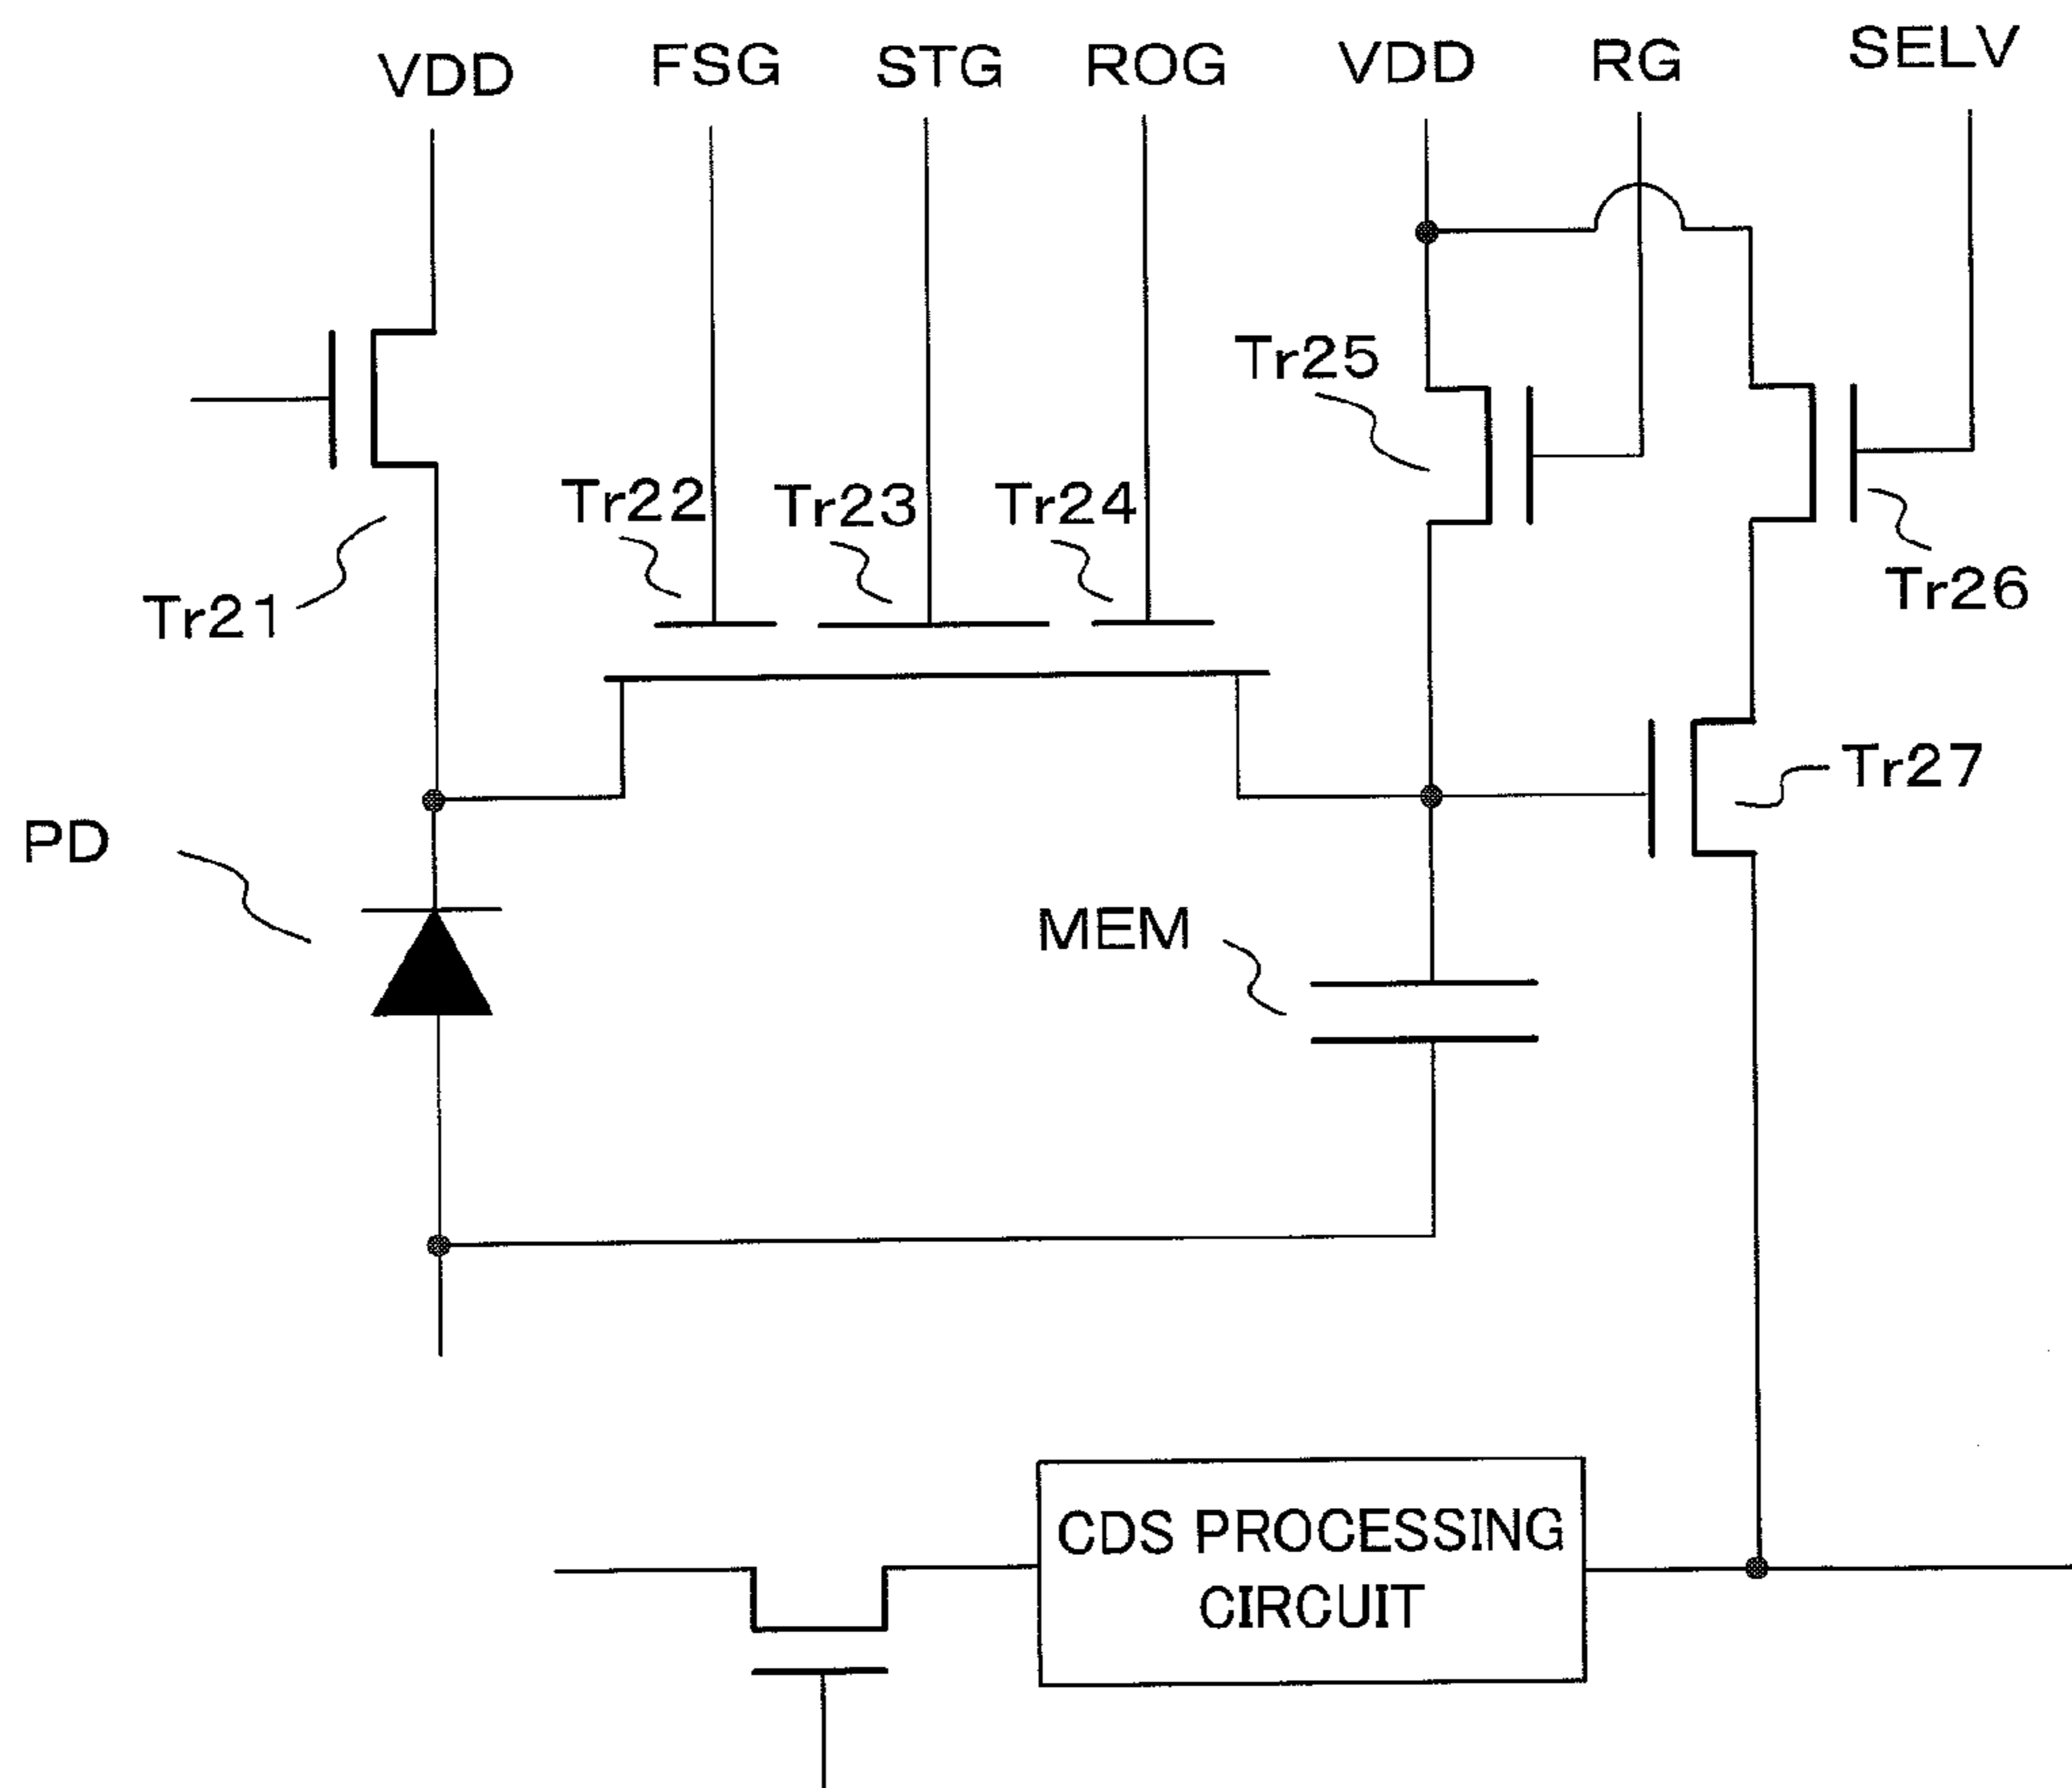 VDD
FSG
STG
ROG
VDD
RG
SELV
Tr25
Tr22
Tr23
Tr24
Tr26
Tr21
Tr27
PD
MEM
CDS PROCESSING
CIRCUIT